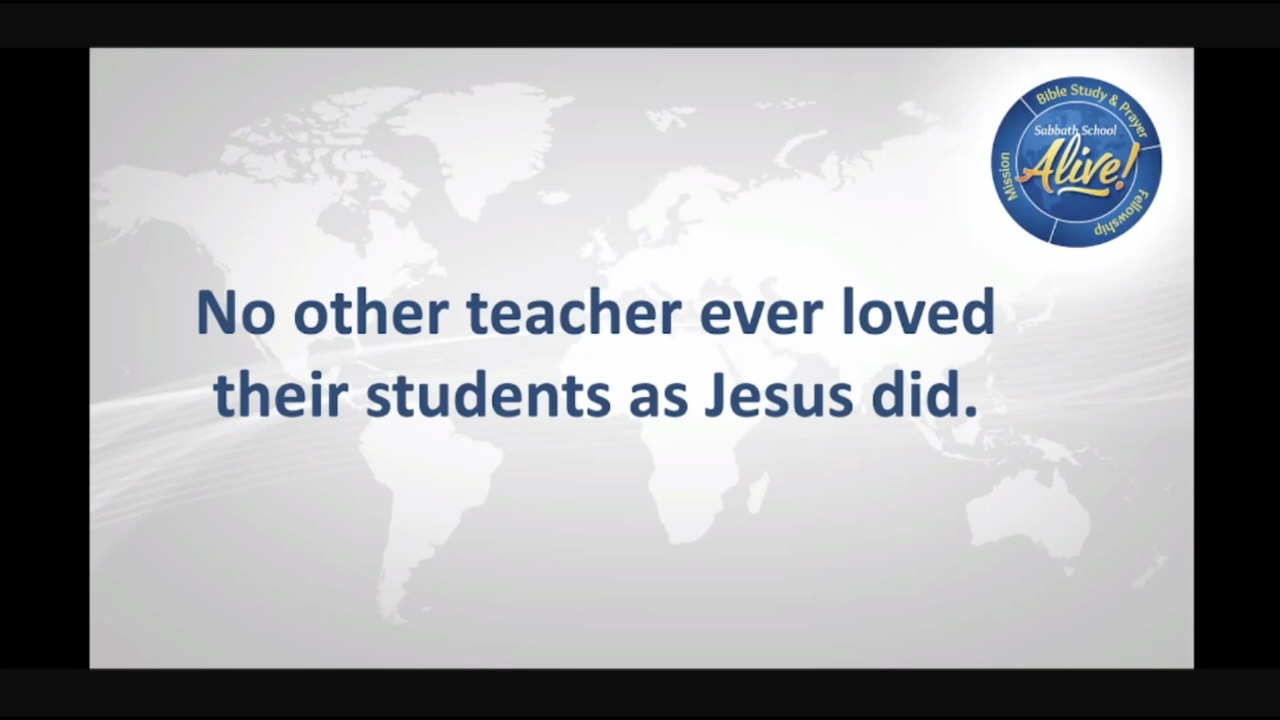 Bible Study & Prayer
Sabbath School
Alive!
Mission
Fellowship
No other teacher ever loved
their students as Jesus did.